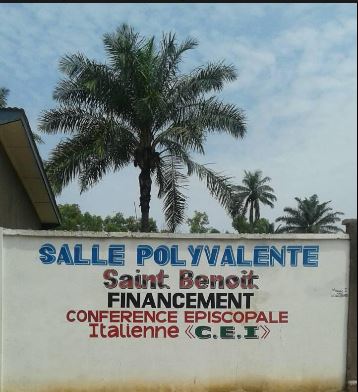 SALLE POLYVALENTE
Saint Benoit
FINANCEMENT
CONFERENCE EPISCOPALE
Italienne «C.E.I»